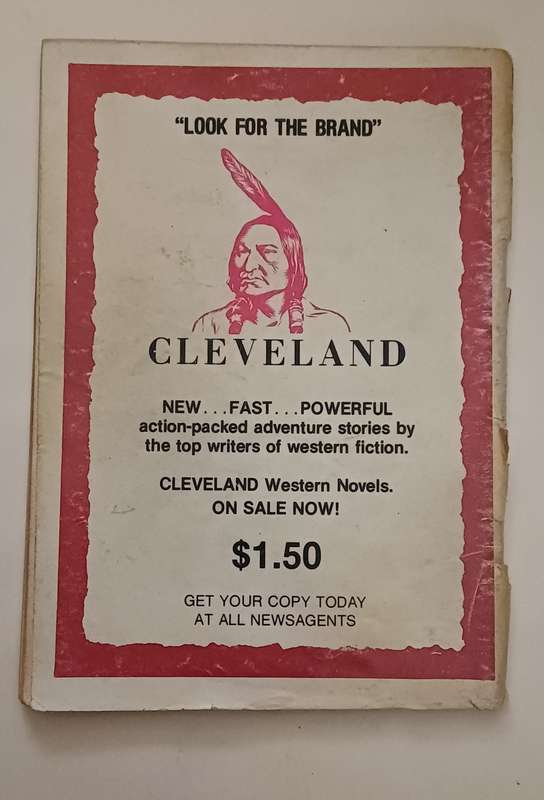 "LOOK FOR THE BRAND"
CLEVELAND
NEW...FAST...POWERFUL
action-packed adventure stories by
the top writers of western fiction.
CLEVELAND Western Novels.
ON SALE NOW!
$1.50
GET YOUR COPY TODAY
AT ALL NEWSAGENTS